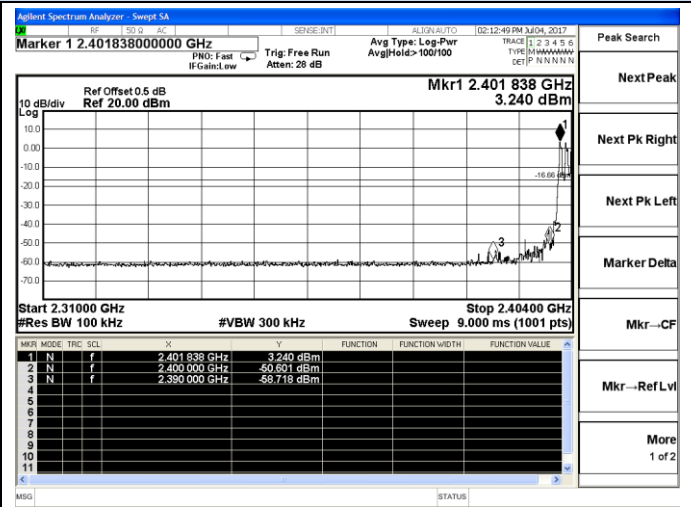 Agilent Spectrum Analyzer - Swept SA
LXI RF 50 Ω AC SENSE:INT ALIGNAUTO 02:12:49 PM Jul04, 2017
Marker 1 2.401838000000 GHz
PNO: Fast
IFGain:Low
Trig: Free Run
Atten: 28 dB
Avg Type: Log-Pwr
Avg|Hold:>100/100
TRACE 1 2 3 4 5 6
TYPE M WWWWW
DET P N N N N N
Peak Search
Next Peak
Next Pk Right
Next Pk Left
Marker Delta
Mkr→CF
Mkr→RefLvl
More
1 of 2
Ref Offset 0.5 dB
10 dB/div Ref 20.00 dBm
Log
Mkr1 2.401 838 GHz
3.240 dBm
10.0
0.00
-10.0
-20.0
-30.0
-40.0
-50.0
-60.0
-70.0
1
-16.66 dBm
2
3
Start 2.31000 GHz Stop 2.40400 GHz
#Res BW 100 kHz #VBW 300 kHz Sweep 9.000 ms (1001 pts)
MKR MODE TRC SCL X Y FUNCTION FUNCTION WIDTH FUNCTION VALUE
1 N f 2.401 838 GHz 3.240 dBm
2 N f 2.400 000 GHz -50.601 dBm
3 N f 2.390 000 GHz -58.718 dBm
4
5
6
7
8
9
10
11
MSG STATUS